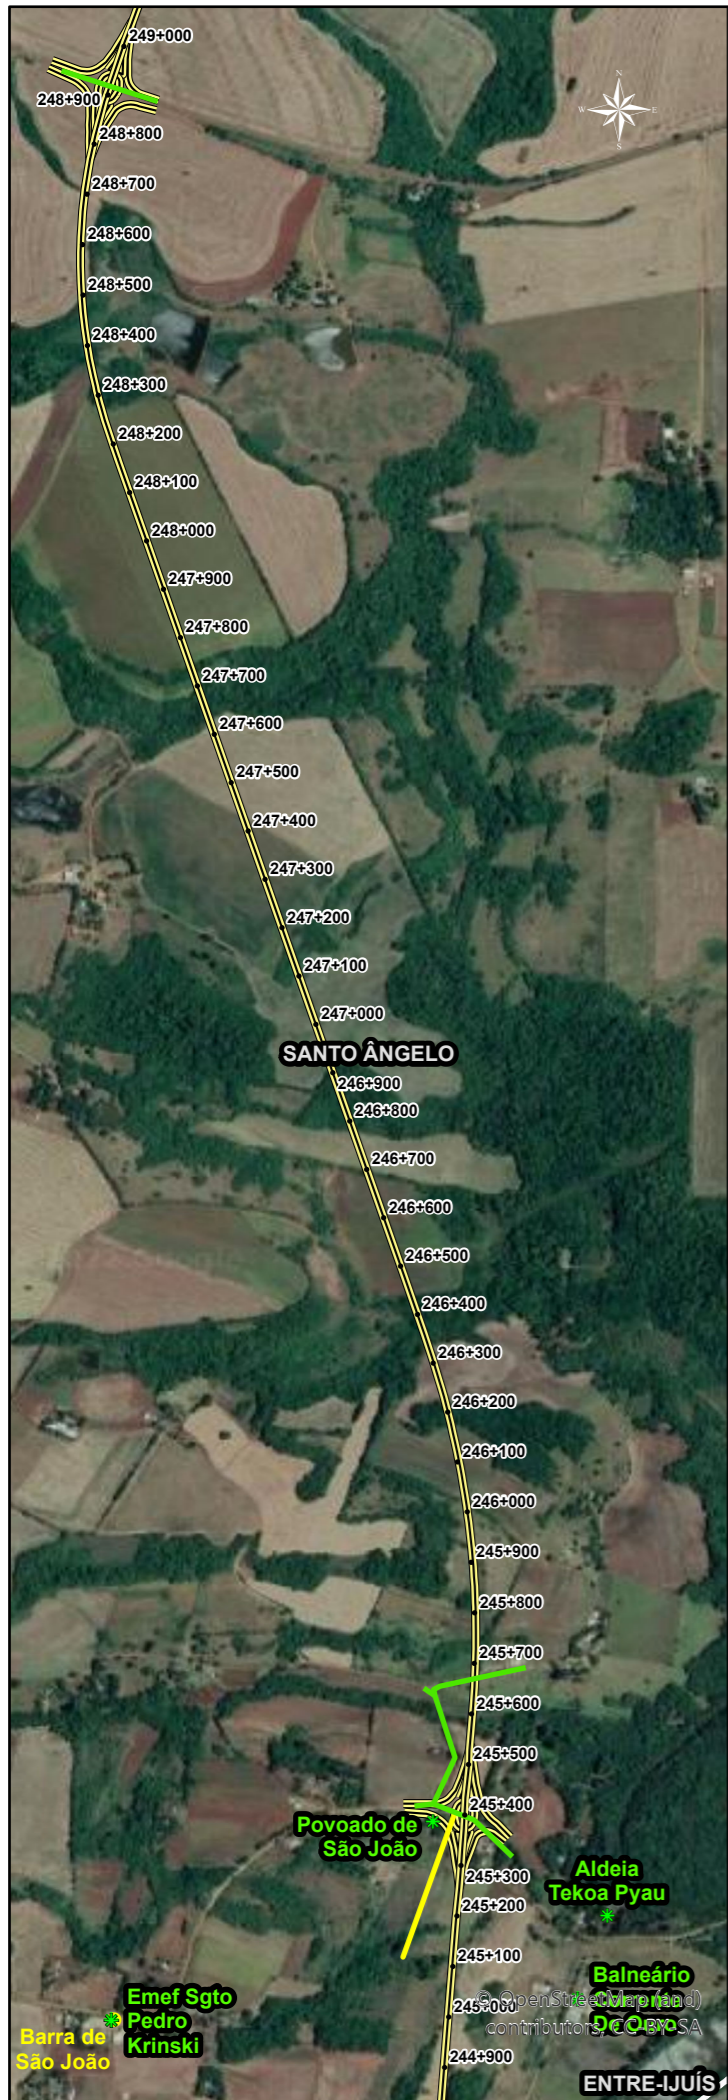 249+000
N
W E
S
248+900
248+800
248+700
248+600
248+500
248+400
248+300
248+200
248+100
248+000
247+900
247+800
247+700
247+600
247+500
247+400
247+300
247+200
247+100
247+000
SANTO ÂNGELO
246+900
246+800
246+700
246+600
246+500
246+400
246+300
246+200
246+100
246+000
245+900
245+800
245+700
245+600
245+500
245+400
Povoado de
São João
245+300
Aldeia
Tekoa Pyau
245+200
245+100
Balneário
De Ouro
© OpenStreetMap (and)
contributors, CC-BY-SA
245+000
Emef Sgto
Pedro
Krinski
Barra de
São João
244+900
ENTRE-IJUÍS